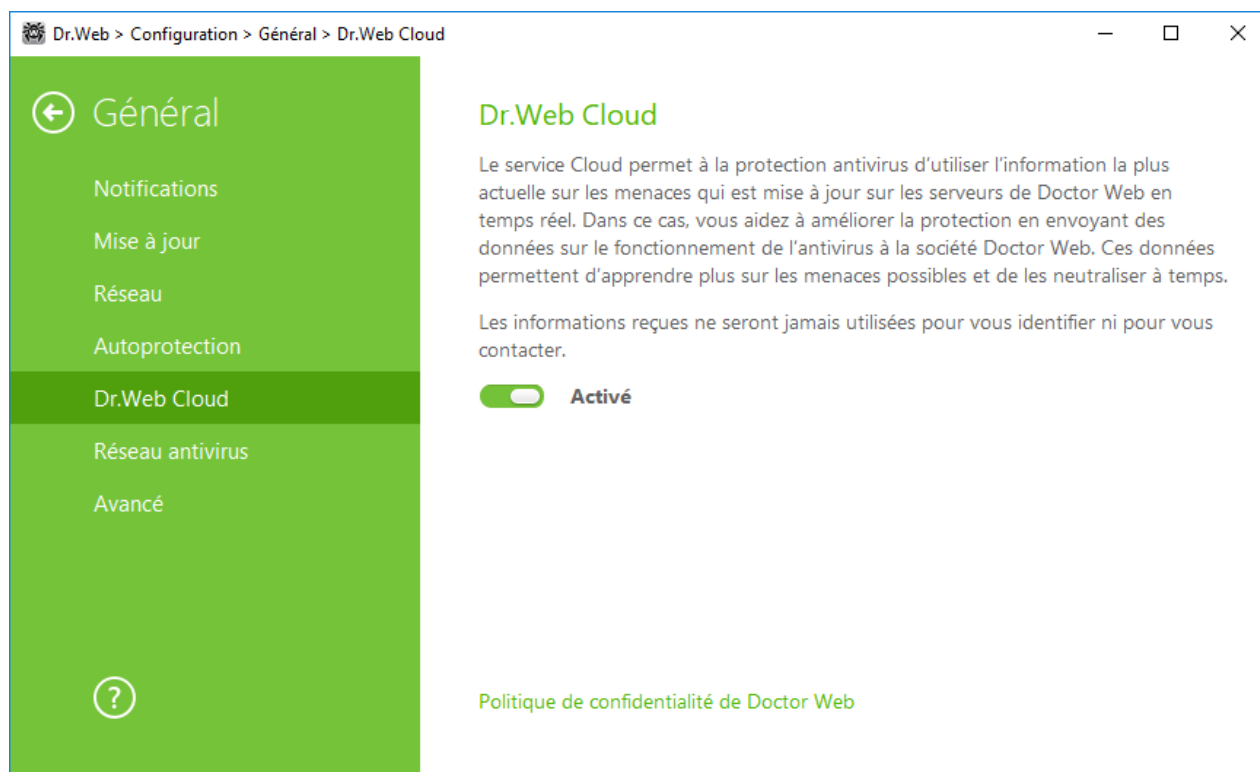 Dr.Web > Configuration > Général > Dr.Web Cloud
Général
Notifications
Mise à jour
Réseau
Autoprotection
Dr.Web Cloud
Réseau antivirus
Avancé
?
Dr.Web Cloud
Le service Cloud permet à la protection antivirus d'utiliser l'information la plus
actuelle sur les menaces qui est mise à jour sur les serveurs de Doctor Web en
temps réel. Dans ce cas, vous aidez à améliorer la protection en envoyant des
données sur le fonctionnement de l'antivirus à la société Doctor Web. Ces données
permettent d'apprendre plus sur les menaces possibles et de les neutraliser à temps.
Les informations reçues ne seront jamais utilisées pour vous identifier ni pour vous
contacter.
Activé
Politique de confidentialité de Doctor Web